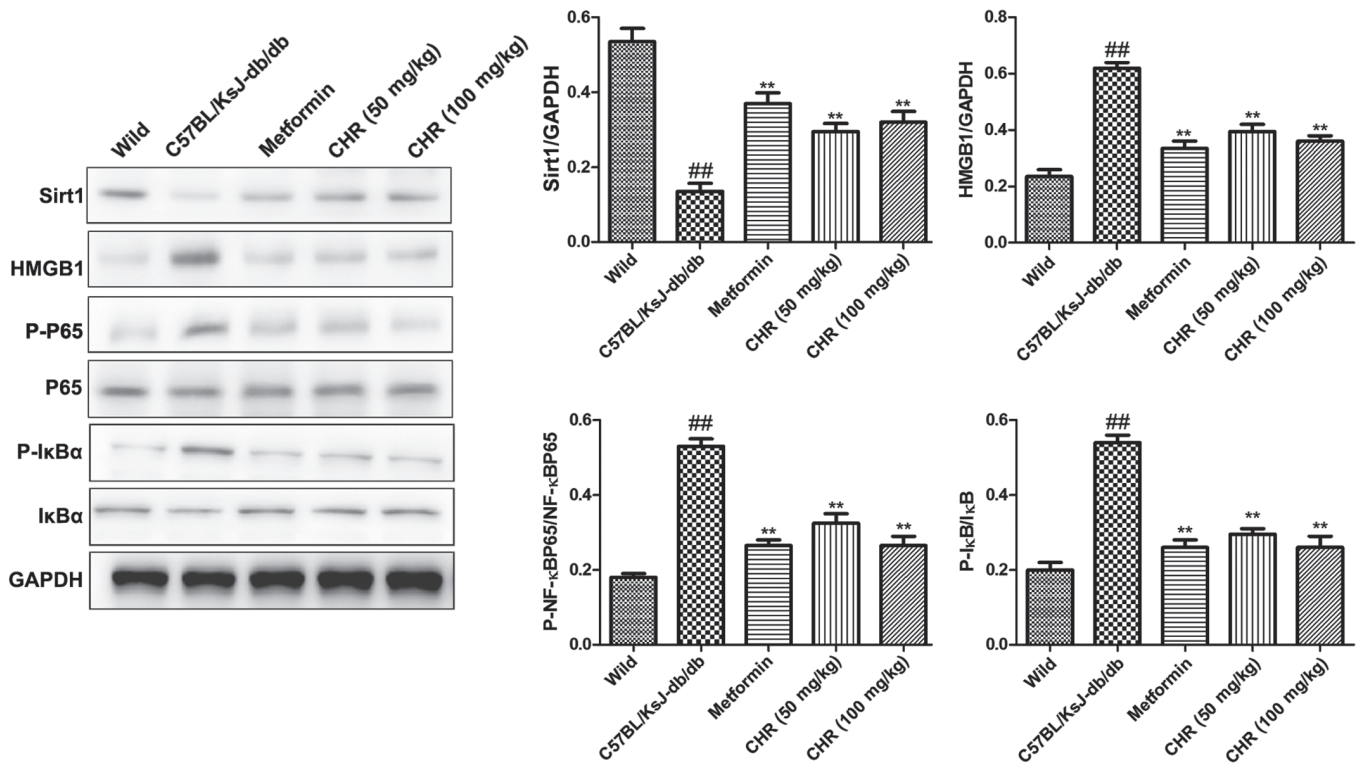 Wild
C57BL/KsJ-db/db
Metformin
CHR (50 mg/kg)
CHR (100 mg/kg)
Sirt1
HMGB1
P-P65
P65
P-IκBα
IκBα
GAPDH
Sirt1/GAPDH
0.6
0.4
0.2
0.0
##
**
**
**
Wild
C57BL/KsJ-db/db
Metformin
CHR (50 mg/kg)
CHR (100 mg/kg)
HMGB1/GAPDH
0.8
0.6
0.4
0.2
0.0
##
**
**
**
Wild
C57BL/KsJ-db/db
Metformin
CHR (50 mg/kg)
CHR (100 mg/kg)
P-NF-κBP65/NF-κBP65
0.6
0.4
0.2
0.0
##
**
**
**
Wild
C57BL/KsJ-db/db
Metformin
CHR (50 mg/kg)
CHR (100 mg/kg)
P-IκB/IκB
0.6
0.4
0.2
0.0
##
**
**
**
Wild
C57BL/KsJ-db/db
Metformin
CHR (50 mg/kg)
CHR (100 mg/kg)